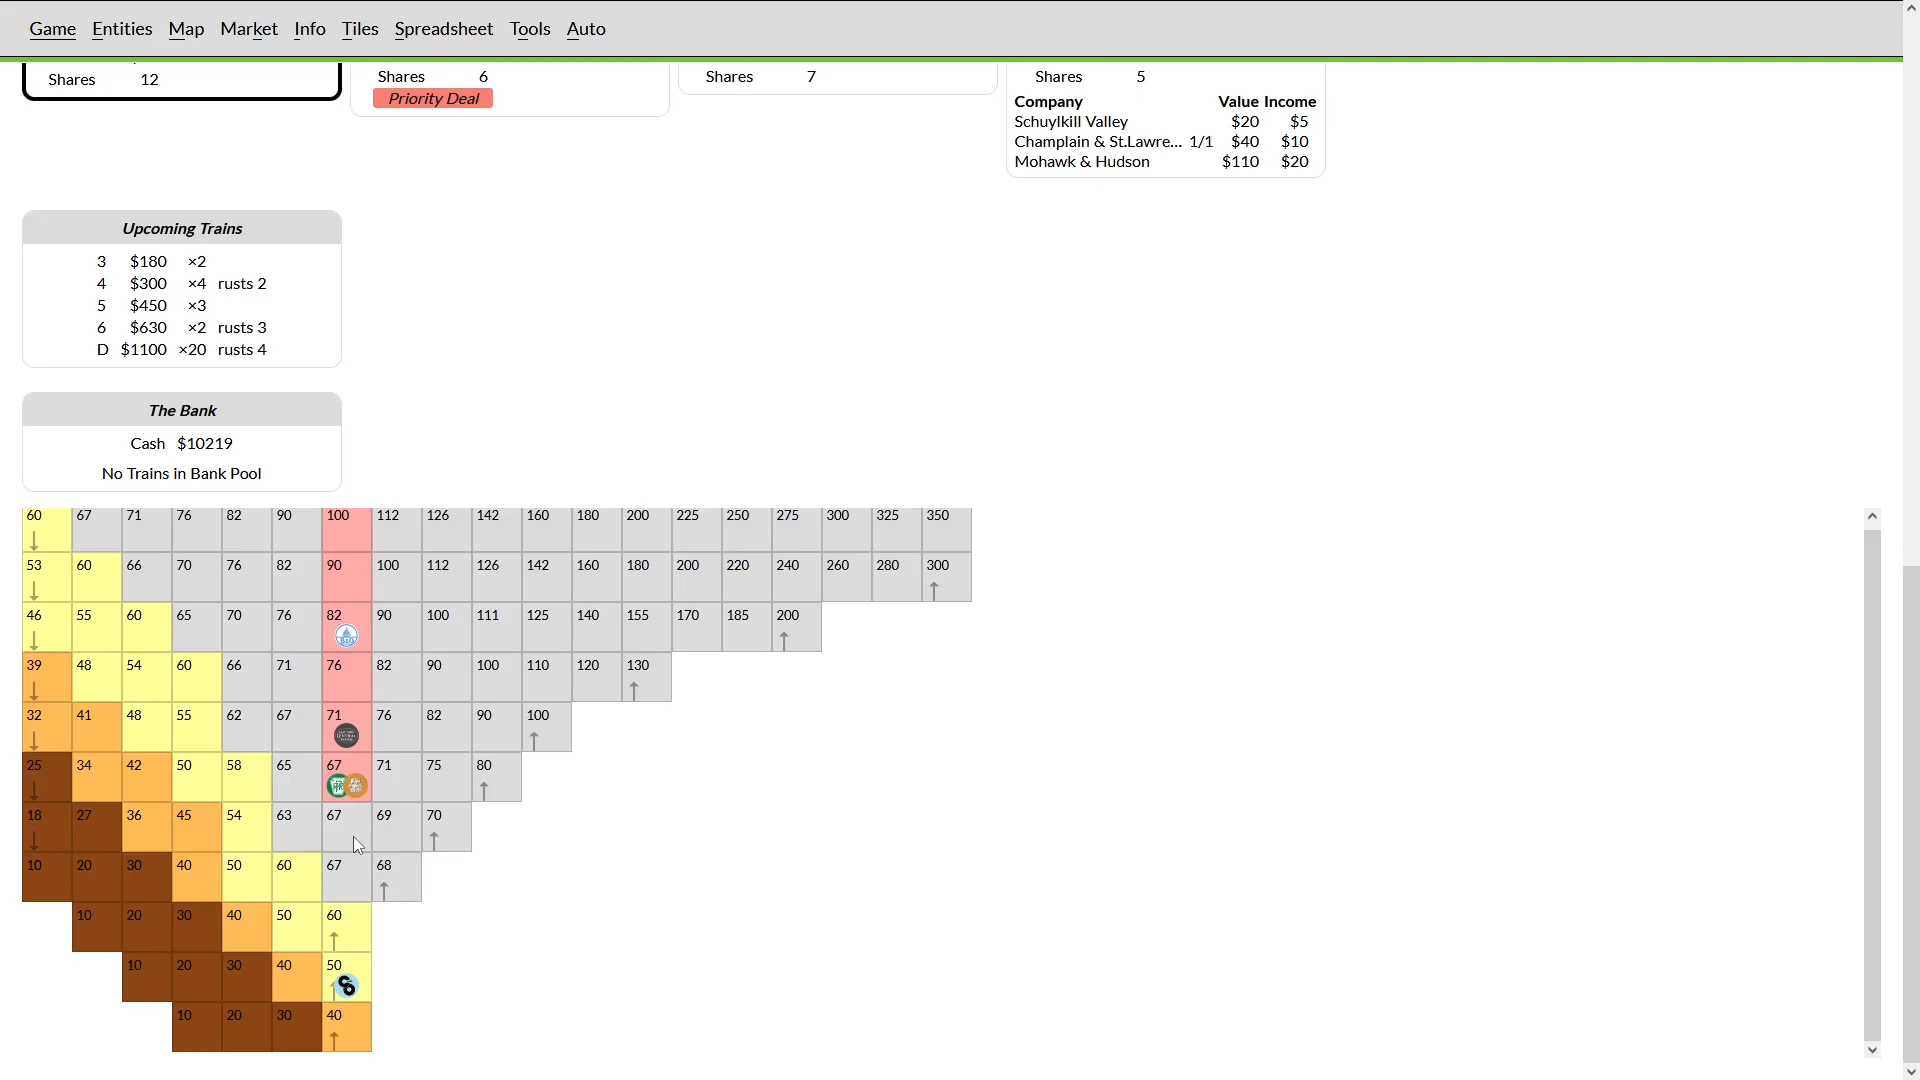 Game Entities Map Market Info Tiles Spreadsheet Tools Auto
Shares 12
Shares 6
Priority Deal
Shares 7
Shares 5
Company Value Income
Schuylkill Valley $20 $5
Champlain & St.Lawre... 1/1 $40 $10
Mohawk & Hudson $110 $20
Upcoming Trains
3 $180 ×2
4 $300 ×4 rusts 2
5 $450 ×3
6 $630 ×2 rusts 3
D $1100 ×20 rusts 4
The Bank
Cash $10219
No Trains in Bank Pool
60 67 71 76 82 90 100 112 126 142 160 180 200 225 250 275 300 325 350
53 60 66 70 76 82 90 100 112 126 142 160 180 200 220 240 260 280 300
46 55 60 65 70 76 82 90 100 111 125 140 155 170 185 200
B&O
39 48 54 60 66 71 76 82 90 100 110 120 130
32 41 48 55 62 67 71 76 82 90 100
25 34 42 50 58 65 67 71 75 80
18 27 36 45 54 63 67 69 70
10 20 30 40 50 60 67 68
10 20 30 40 50 60
10 20 30 40 50
10 20 30 40